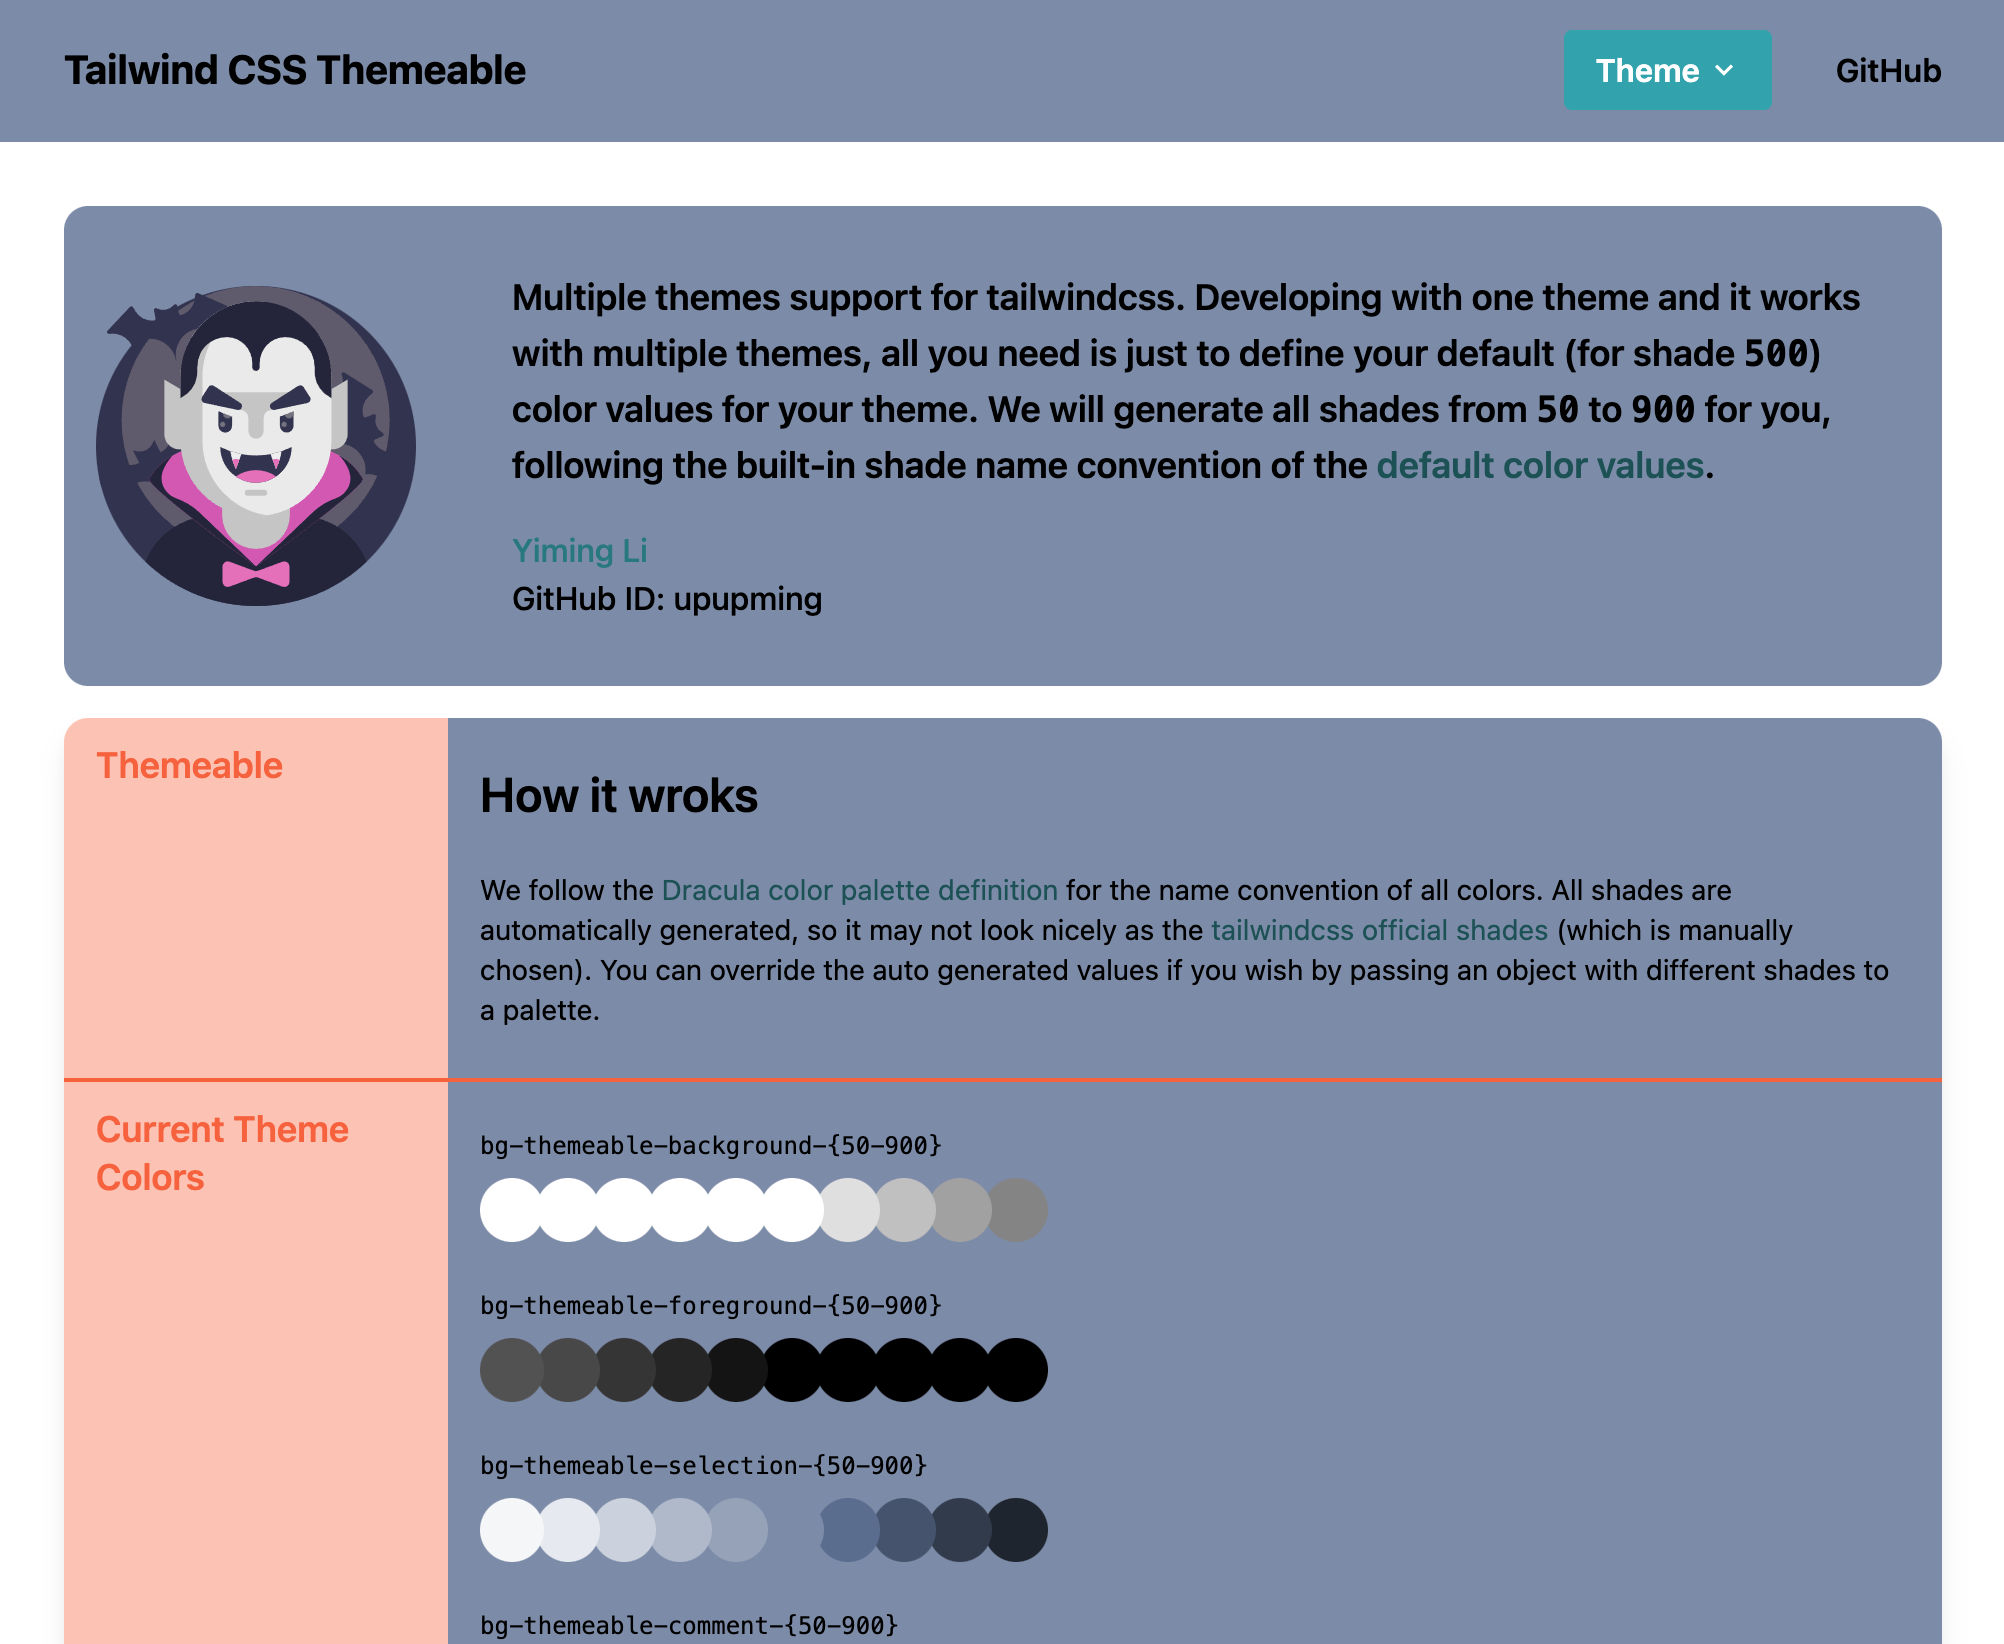 Tailwind CSS Themeable
Theme
GitHub
Multiple themes support for tailwindcss. Developing with one theme and it works
with multiple themes, all you need is just to define your default (for shade 500)
color values for your theme. We will generate all shades from 50 to 900 for you,
following the built-in shade name convention of the default color values.
Yiming Li
GitHub ID: upupming
Themeable
How it wroks
We follow the Dracula color palette definition for the name convention of all colors. All shades are
automatically generated, so it may not look nicely as the tailwindcss official shades (which is manually
chosen). You can override the auto generated values if you wish by passing an object with different shades to
a palette.
Current Theme
Colors
bg-themeable-background-{50-900}
bg-themeable-foreground-{50-900}
bg-themeable-selection-{50-900}
bg-themeable-comment-{50-900}